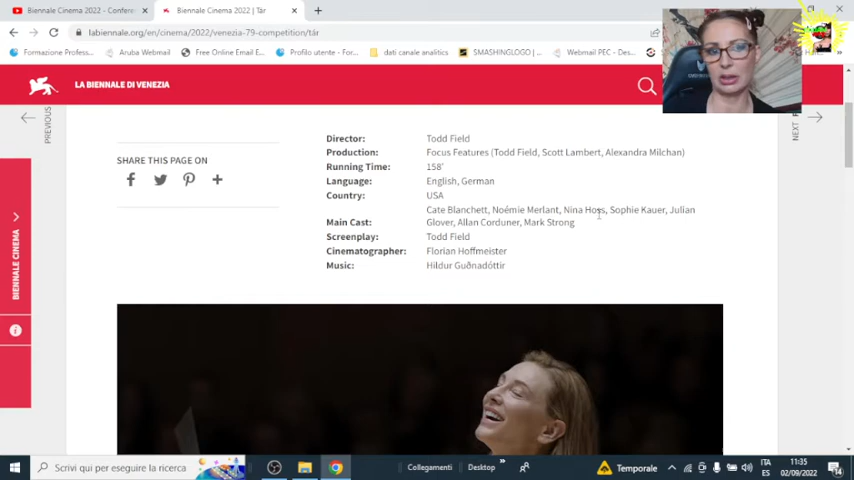 Biennale Cinema 2022 - Confere
Biennale Cinema 2022 | Tár
labiennale.org/en/cinema/2022/venezia-79-competition/tár
Formazione Profess...
Aruba Webmail
Free Online Email E...
Profilo utente - For...
dati canale analitics
SMASHINGLOGO | ...
Webmail PEC - Des...
LA BIENNALE DI VENEZIA
PREVIOUS
NEXT
SHARE THIS PAGE ON
Director: Todd Field
Production: Focus Features (Todd Field, Scott Lambert, Alexandra Milchan)
Running Time: 158'
Language: English, German
Country: USA
Cate Blanchett, Noémie Merlant, Nina Hoss, Sophie Kauer, Julian
Main Cast: Glover, Allan Corduner, Mark Strong
Screenplay: Todd Field
Cinematographer: Florian Hoffmeister
Music: Hildur Guðnadóttir
BIENNALE CINEMA
Scrivi qui per eseguire la ricerca
Collegamenti
Desktop
Temporale
ITA
ES
11:35
02/09/2022
14